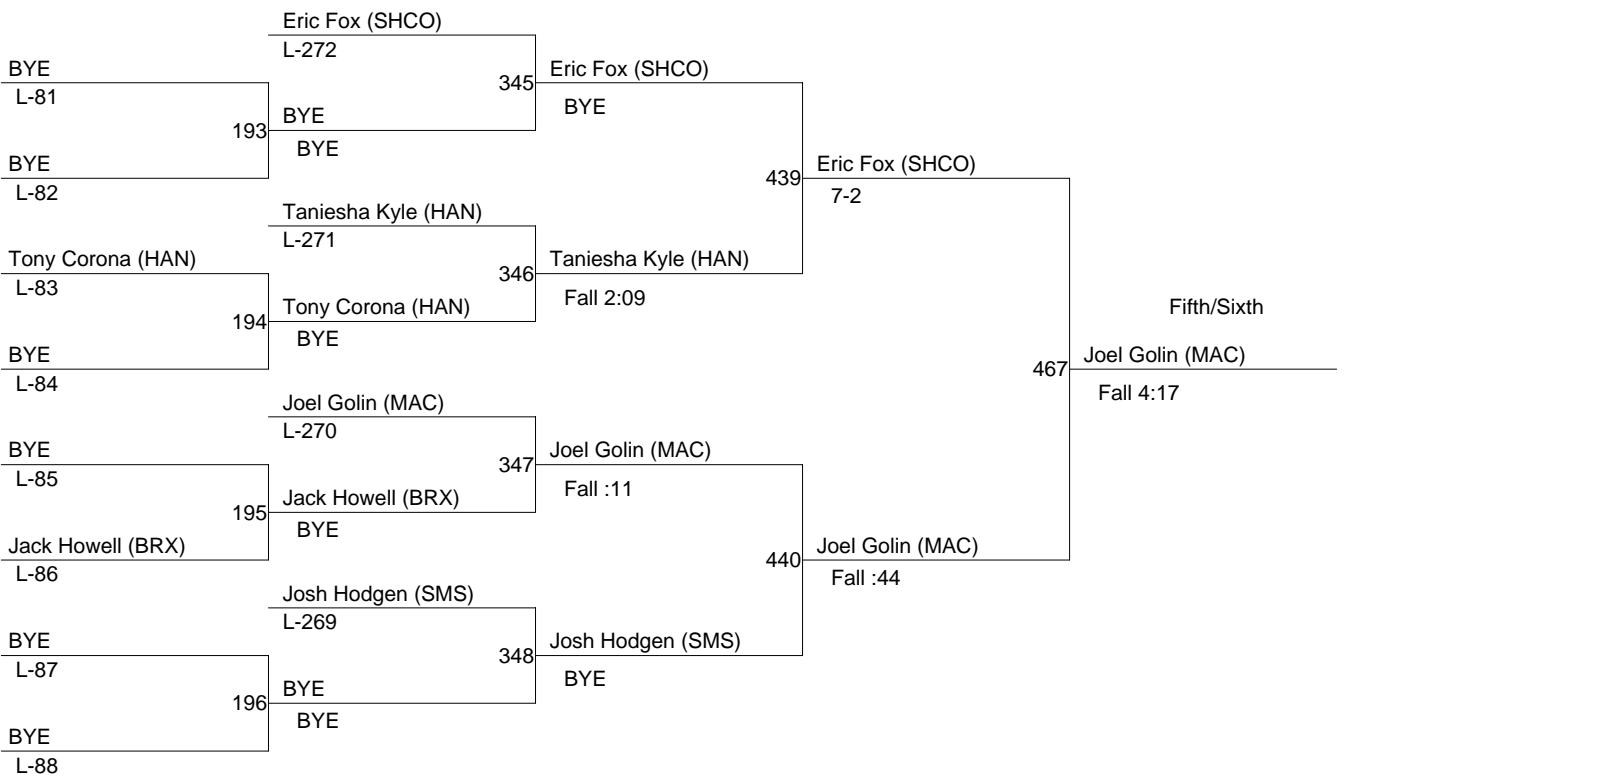 Eric Fox (SHCO)
L-272
BYE
L-81
345
Eric Fox (SHCO)
BYE
193
BYE
BYE
BYE
L-82
439
Eric Fox (SHCO)
7-2
Taniesha Kyle (HAN)
L-271
Tony Corona (HAN)
L-83
346
Taniesha Kyle (HAN)
Fall 2:09
194
Tony Corona (HAN)
BYE
Fifth/Sixth
BYE
L-84
467
Joel Golin (MAC)
Fall 4:17
Joel Golin (MAC)
L-270
BYE
L-85
347
Joel Golin (MAC)
Fall :11
195
Jack Howell (BRX)
BYE
Jack Howell (BRX)
L-86
440
Joel Golin (MAC)
Fall :44
Josh Hodgen (SMS)
L-269
BYE
L-87
348
Josh Hodgen (SMS)
BYE
196
BYE
BYE
BYE
L-88